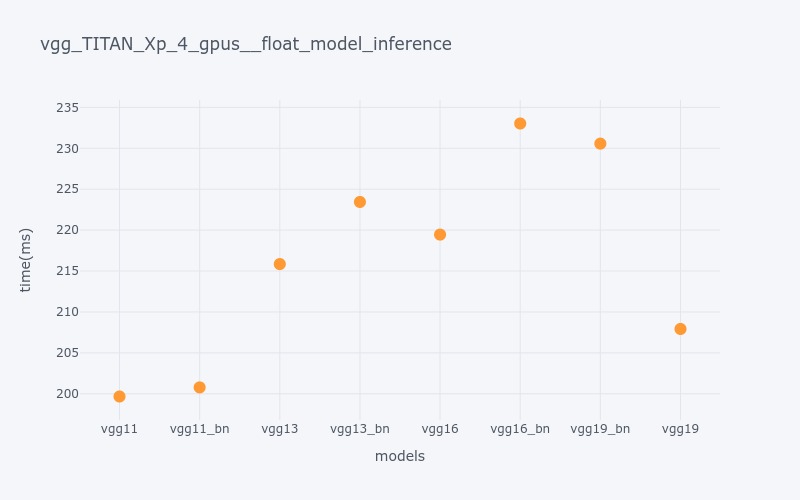 vgg_TITAN_Xp_4_gpus__float_model_inference
235
230
225
220
215
210
205
200
time(ms)
vgg11 vgg11_bn vgg13 vgg13_bn vgg16 vgg16_bn vgg19_bn vgg19
models